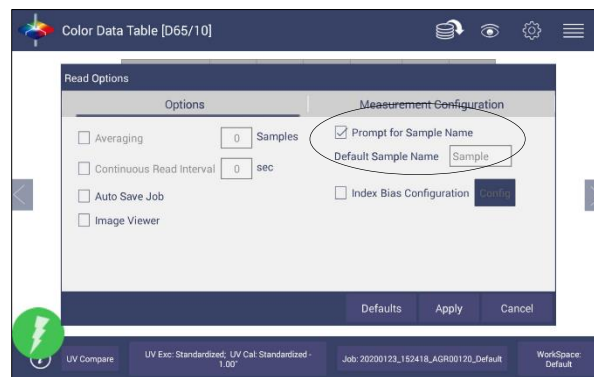 Color Data Table [D65/10]
Read Options
Options
Measurement Configuration
Averaging 0 Samples
Continuous Read Interval 0 sec
Auto Save Job
Image Viewer
Prompt for Sample Name
Default Sample Name Sample
Index Bias Configuration Config
Defaults Apply Cancel
UV Compare
UV Exc: Standardized; UV Cal: Standardized -
1.00"
Job: 20200123_152418_AGR00120_Default
WorkSpace:
Default